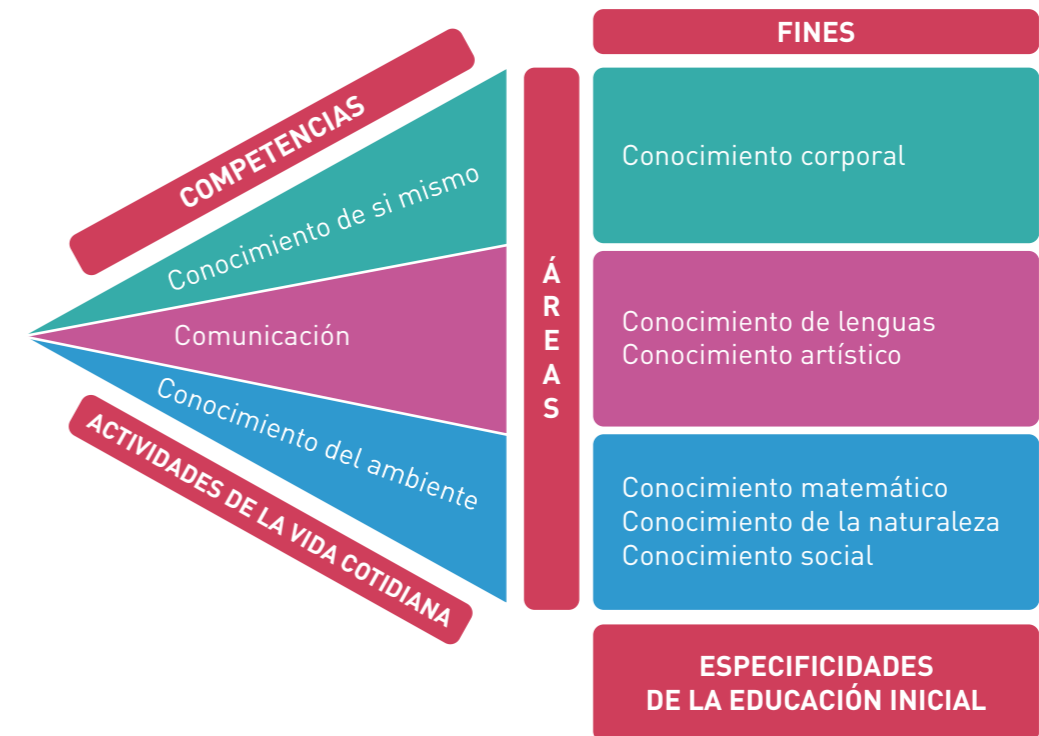 FINES
COMPETENCIAS
Conocimiento de si mismo
Comunicación
Conocimiento del ambiente
ACTIVIDADES DE LA VIDA COTIDIANA
ÁREAS
Conocimiento corporal
Conocimiento de lenguas
Conocimiento artístico
Conocimiento matemático
Conocimiento de la naturaleza
Conocimiento social
ESPECIFICIDADES
DE LA EDUCACIÓN INICIAL